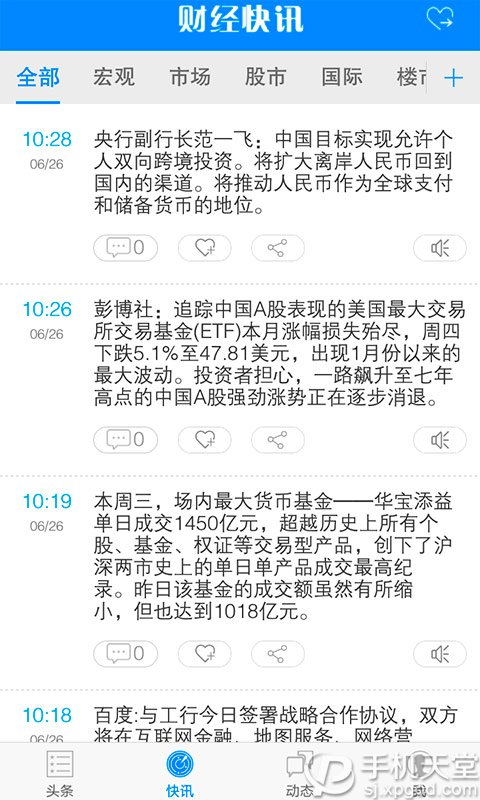 财经快讯
全部 宏观 市场 股市 国际 楼市 +
10:28
06/26
央行副行长范一飞：中国目标实现允许个
人双向跨境投资。将扩大离岸人民币回到
国内的渠道。将推动人民币作为全球支付
和储备货币的地位。
0
10:26
06/26
彭博社：追踪中国A股表现的美国最大交易
所交易基金(ETF)本月涨幅损失殆尽，周四
下跌5.1%至47.81美元，出现1月份以来的
最大波动。投资者担心，一路飙升至七年
高点的中国A股强劲涨势正在逐步消退。
0
10:19
06/26
本周三，场内最大货币基金——华宝添益
单日成交1450亿元，超越历史上所有个
股、基金、权证等交易型产品，创下了沪
深两市史上的单日单产品成交最高纪
录。昨日该基金的成交额虽然有所缩
小，但也达到1018亿元。
0
10:18
06/26
百度:与工行今日签署战略合作协议，双方
将在互联网金融、地图服务、网络营
头条 快讯 动态
手机天堂
sj.xpgod.com